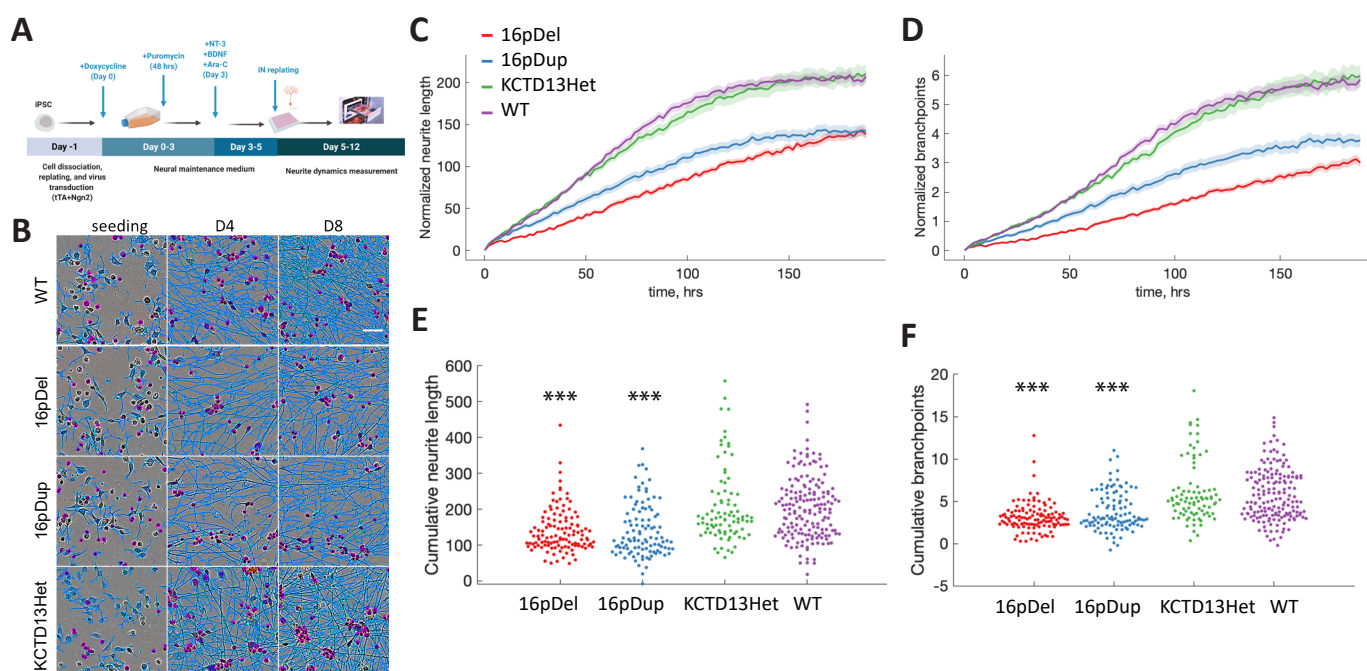 A
+Doxycycline
(Day 0)
+Puromycin
(48 hrs)
+NT-3
+BDNF
+Ara-C
(Day 3)
iN replating
iPSC
Day -1
Day 0-3
Day 3-5
Day 5-12
Cell dissociation,
replating, and virus
transduction
(tTA+Ngn2)
Neural maintenance medium
Neurite dynamics measurement
B
seeding
D4
D8
WT
16pDel
16pDup
KCTD13Het
C
16pDel
16pDup
KCTD13Het
WT
Normalized neurite length
200
150
100
50
0
0
50
100
150
time, hrs
D
Normalized branchpoints
6
5
4
3
2
1
0
0
50
100
150
time, hrs
E
Cumulative neurite length
600
500
400
300
200
100
0
***
***
16pDel
16pDup
KCTD13Het
WT
F
Cumulative branchpoints
20
15
10
5
0
−5
***
***
16pDel
16pDup
KCTD13Het
WT